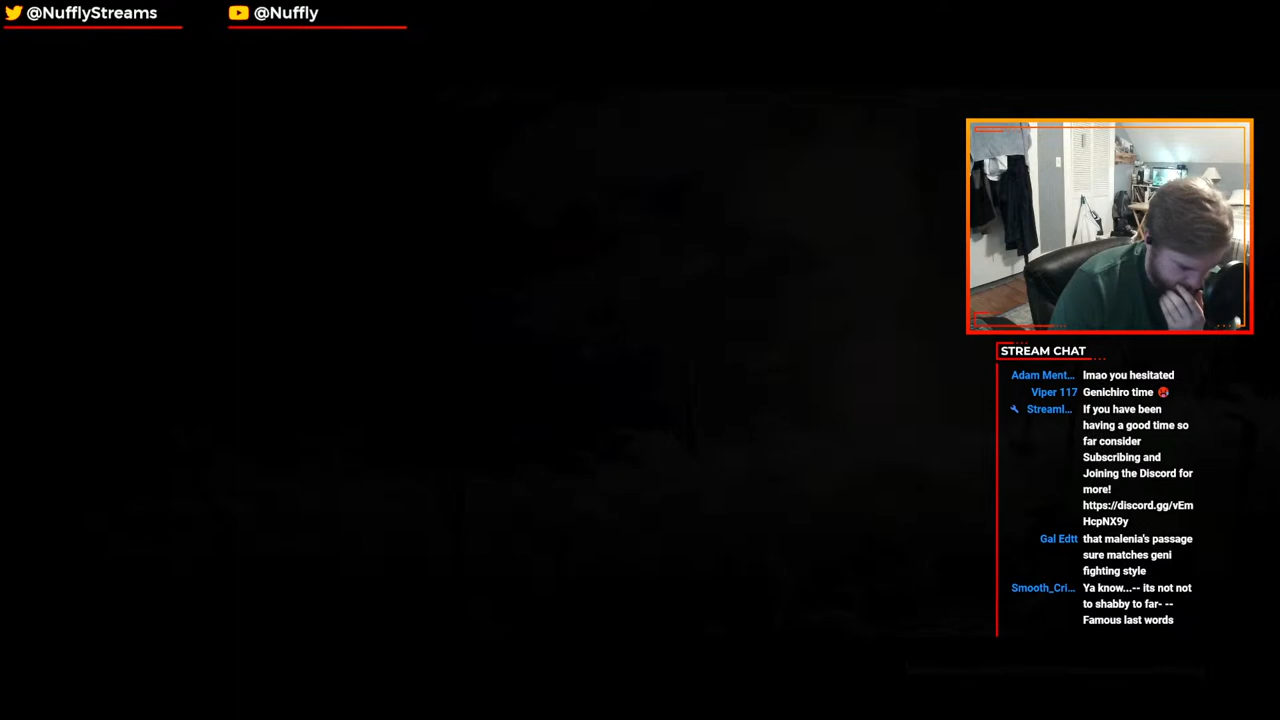 @NufflyStreams
@Nuffly
STREAM CHAT
Adam Ment... lmao you hesitated
Viper 117 Genichiro time
Streaml... If you have been
having a good time so
far consider
Subscribing and
Joining the Discord for
more!
https://discord.gg/vEm
HcpNX9y
Gal Edtt that malenia's passage
sure matches geni
fighting style
Smooth_Cri... Ya know...-- its not not
to shabby to far- --
Famous last words